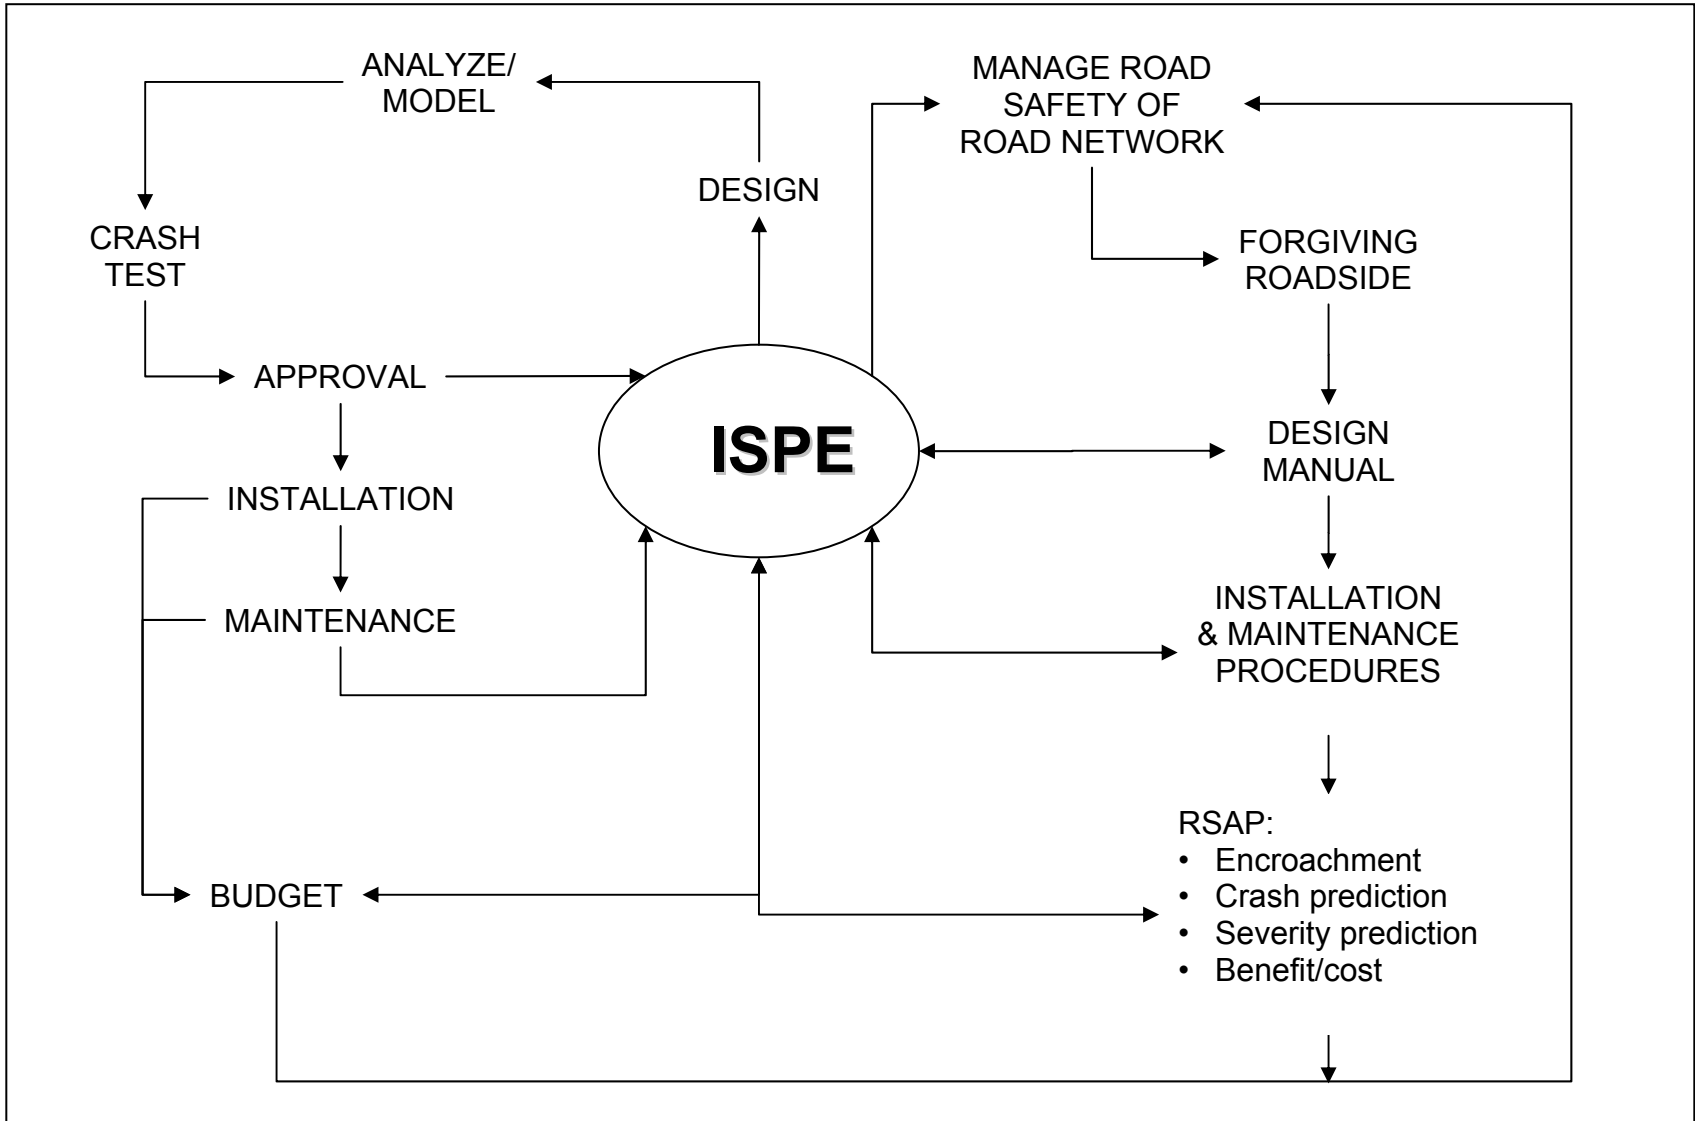 ANALYZE/
MODEL
MANAGE ROAD
SAFETY OF
ROAD NETWORK
DESIGN
CRASH
TEST
FORGIVING
ROADSIDE
APPROVAL
ISPE
DESIGN
MANUAL
INSTALLATION
MAINTENANCE
INSTALLATION
& MAINTENANCE
PROCEDURES
BUDGET
RSAP:
• Encroachment
• Crash prediction
• Severity prediction
• Benefit/cost